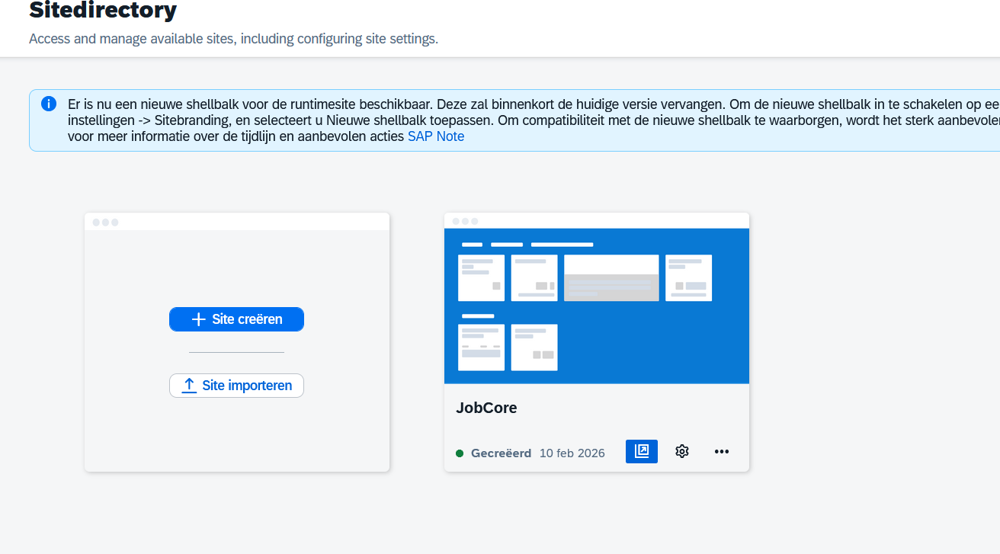 Sitedirectory
Access and manage available sites, including configuring site settings.
Er is nu een nieuwe shellbalk voor de runtimesite beschikbaar. Deze zal binnenkort de huidige versie vervangen. Om de nieuwe shellbalk in te schakelen op
instellingen -> Sitebranding, en selecteert u Nieuwe shellbalk toepassen. Om compatibiliteit met de nieuwe shellbalk te waarborgen, wordt het sterk
voor meer informatie over de tijdlijn en aanbevolen acties SAP Note
Site creëren
Site importeren
JobCore
Gecreëerd 10 feb 2026